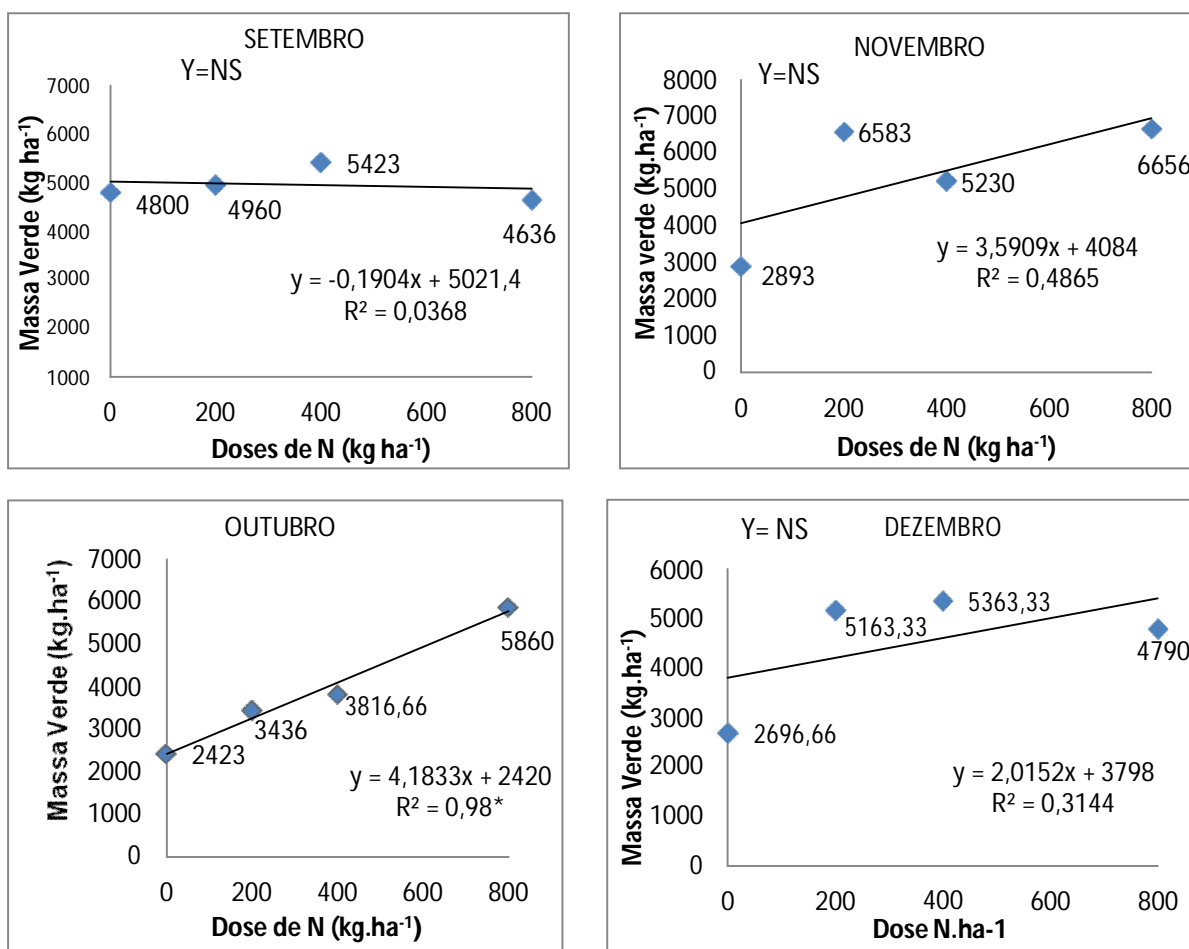 SETEMBRO
Y=NS
Massa Verde (kg ha-1)
7000
6000
5000
4000
3000
2000
1000
4800
4960
5423
4636
y = -0,1904x + 5021,4
R² = 0,0368
0 200 400 600 800
Doses de N (kg ha-1)
NOVEMBRO
Y=NS
Massa verde (kg.ha-1)
8000
7000
6000
5000
4000
3000
2000
1000
0
2893
6583
5230
6656
y = 3,5909x + 4084
R² = 0,4865
0 200 400 600 800
Doses de N (kg ha-1)
OUTUBRO
Massa Verde (kg.ha-1)
7000
6000
5000
4000
3000
2000
1000
0
2423
3436
3816,66
5860
y = 4,1833x + 2420
R² = 0,98*
0 200 400 600 800
Dose de N (kg.ha-1)
Y= NS DEZEMBRO
Massa Verde (kg.ha-1)
6000
5000
4000
3000
2000
1000
0
2696,66
5163,33
5363,33
4790
y = 2,0152x + 3798
R² = 0,3144
0 200 400 600 800
Dose N.ha-1